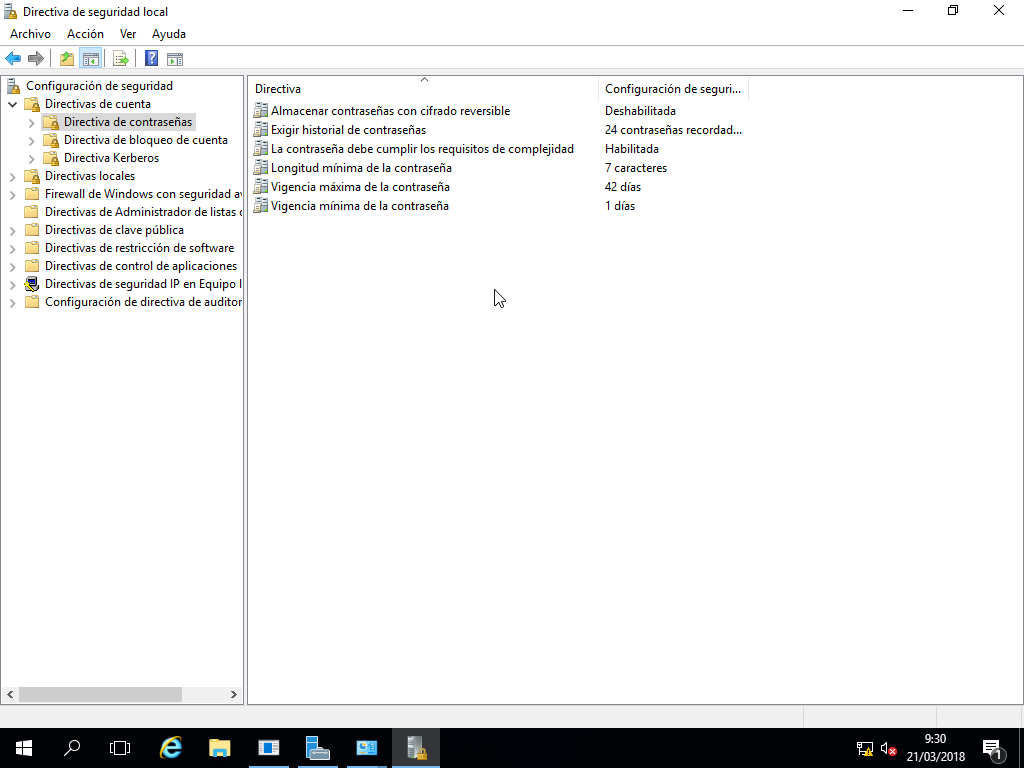 Directiva de seguridad local
Archivo Acción Ver Ayuda
Configuración de seguridad
Directivas de cuenta
Directiva de contraseñas
Directiva de bloqueo de cuenta
Directiva Kerberos
Directivas locales
Firewall de Windows con seguridad av
Directivas de Administrador de listas d
Directivas de clave pública
Directivas de restricción de software
Directivas de control de aplicaciones
Directivas de seguridad IP en Equipo l
Configuración de directiva de auditor
Directiva Configuración de seguri...
Almacenar contraseñas con cifrado reversible Deshabilitada
Exigir historial de contraseñas 24 contraseñas recordad...
La contraseña debe cumplir los requisitos de complejidad Habilitada
Longitud mínima de la contraseña 7 caracteres
Vigencia máxima de la contraseña 42 días
Vigencia mínima de la contraseña 1 días
9:30
21/03/2018
1